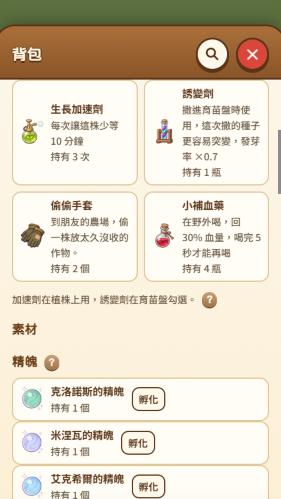 背包
生長加速劑
每次讓這株少等
10 分鐘
持有 3 次
誘變劑
撒進育苗盤時使
用，這次撒的種子
更容易突變，發芽
率 ×0.7
持有 1 瓶
偷偷手套
到朋友的農場，偷
一株放太久沒收的
作物。
持有 2 個
小補血藥
在野外喝，回
30% 血量，喝完 5
秒才能再喝
持有 4 瓶
加速劑在植株上用，誘變劑在育苗盤勾選。 ?
素材
精魄 ?
克洛諾斯的精魄
持有 1 個
孵化
米涅瓦的精魄
持有 1 個
孵化
艾克希爾的精魄
持有 1 個
孵化